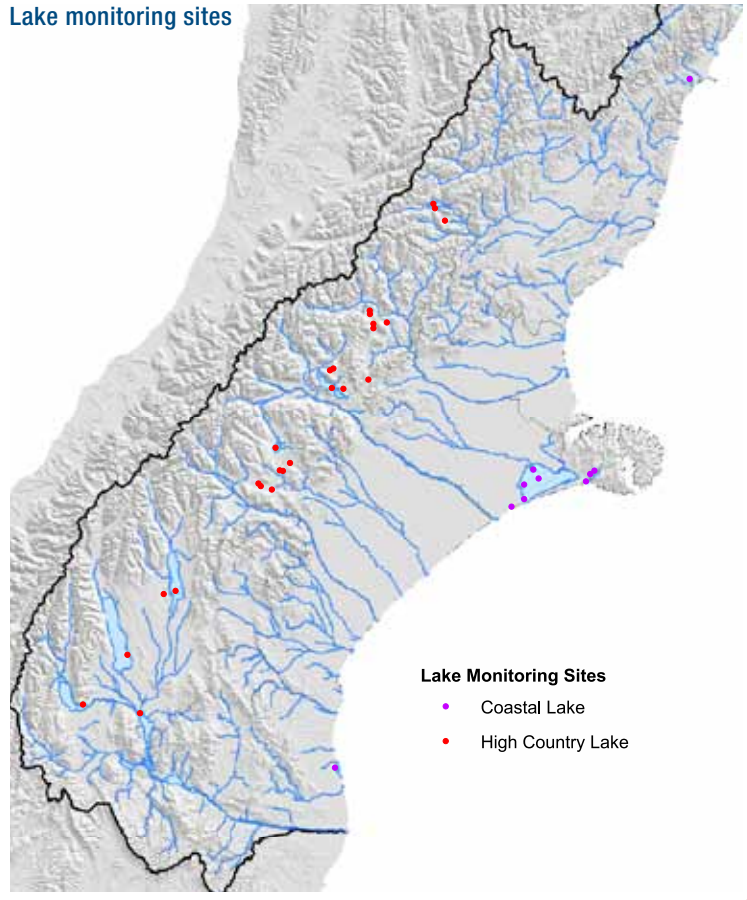 Lake monitoring sites
Lake Monitoring Sites
Coastal Lake
High Country Lake